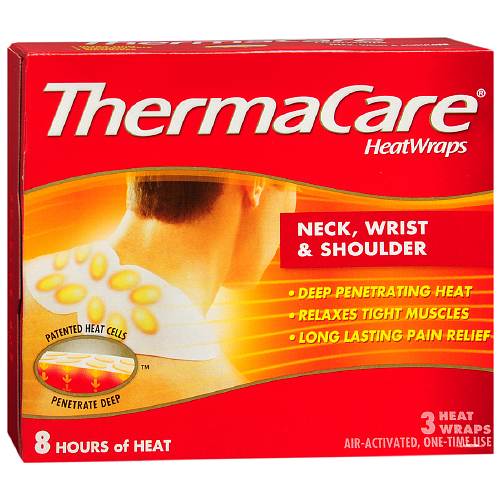 ThermaCare®
HeatWraps
NECK, WRIST
& SHOULDER
• DEEP PENETRATING HEAT
• RELAXES TIGHT MUSCLES
• LONG LASTING PAIN RELIEF
PATENTED HEAT CELLS
™
PENETRATE DEEP
8 HOURS of HEAT
3 HEAT
WRAPS
AIR-ACTIVATED, ONE-TIME USE